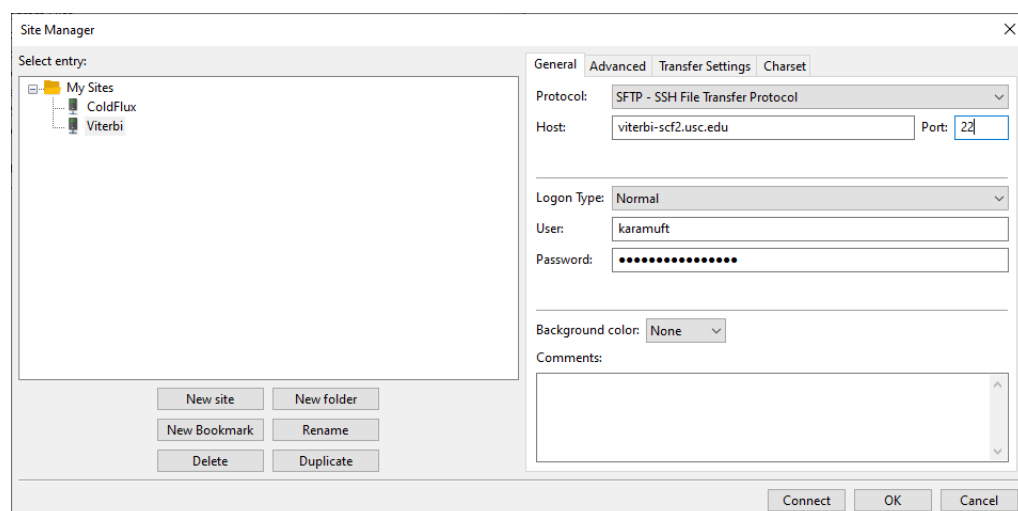 Site Manager
Select entry:
My Sites
ColdFlux
Viterbi
New site New folder
New Bookmark Rename
Delete Duplicate
General Advanced Transfer Settings Charset
Protocol: SFTP - SSH File Transfer Protocol
Host: viterbi-scf2.usc.edu Port: 22
Logon Type: Normal
User: karamuft
Password: ●●●●●●●●●●●●●●●●
Background color: None
Comments:
Connect OK Cancel